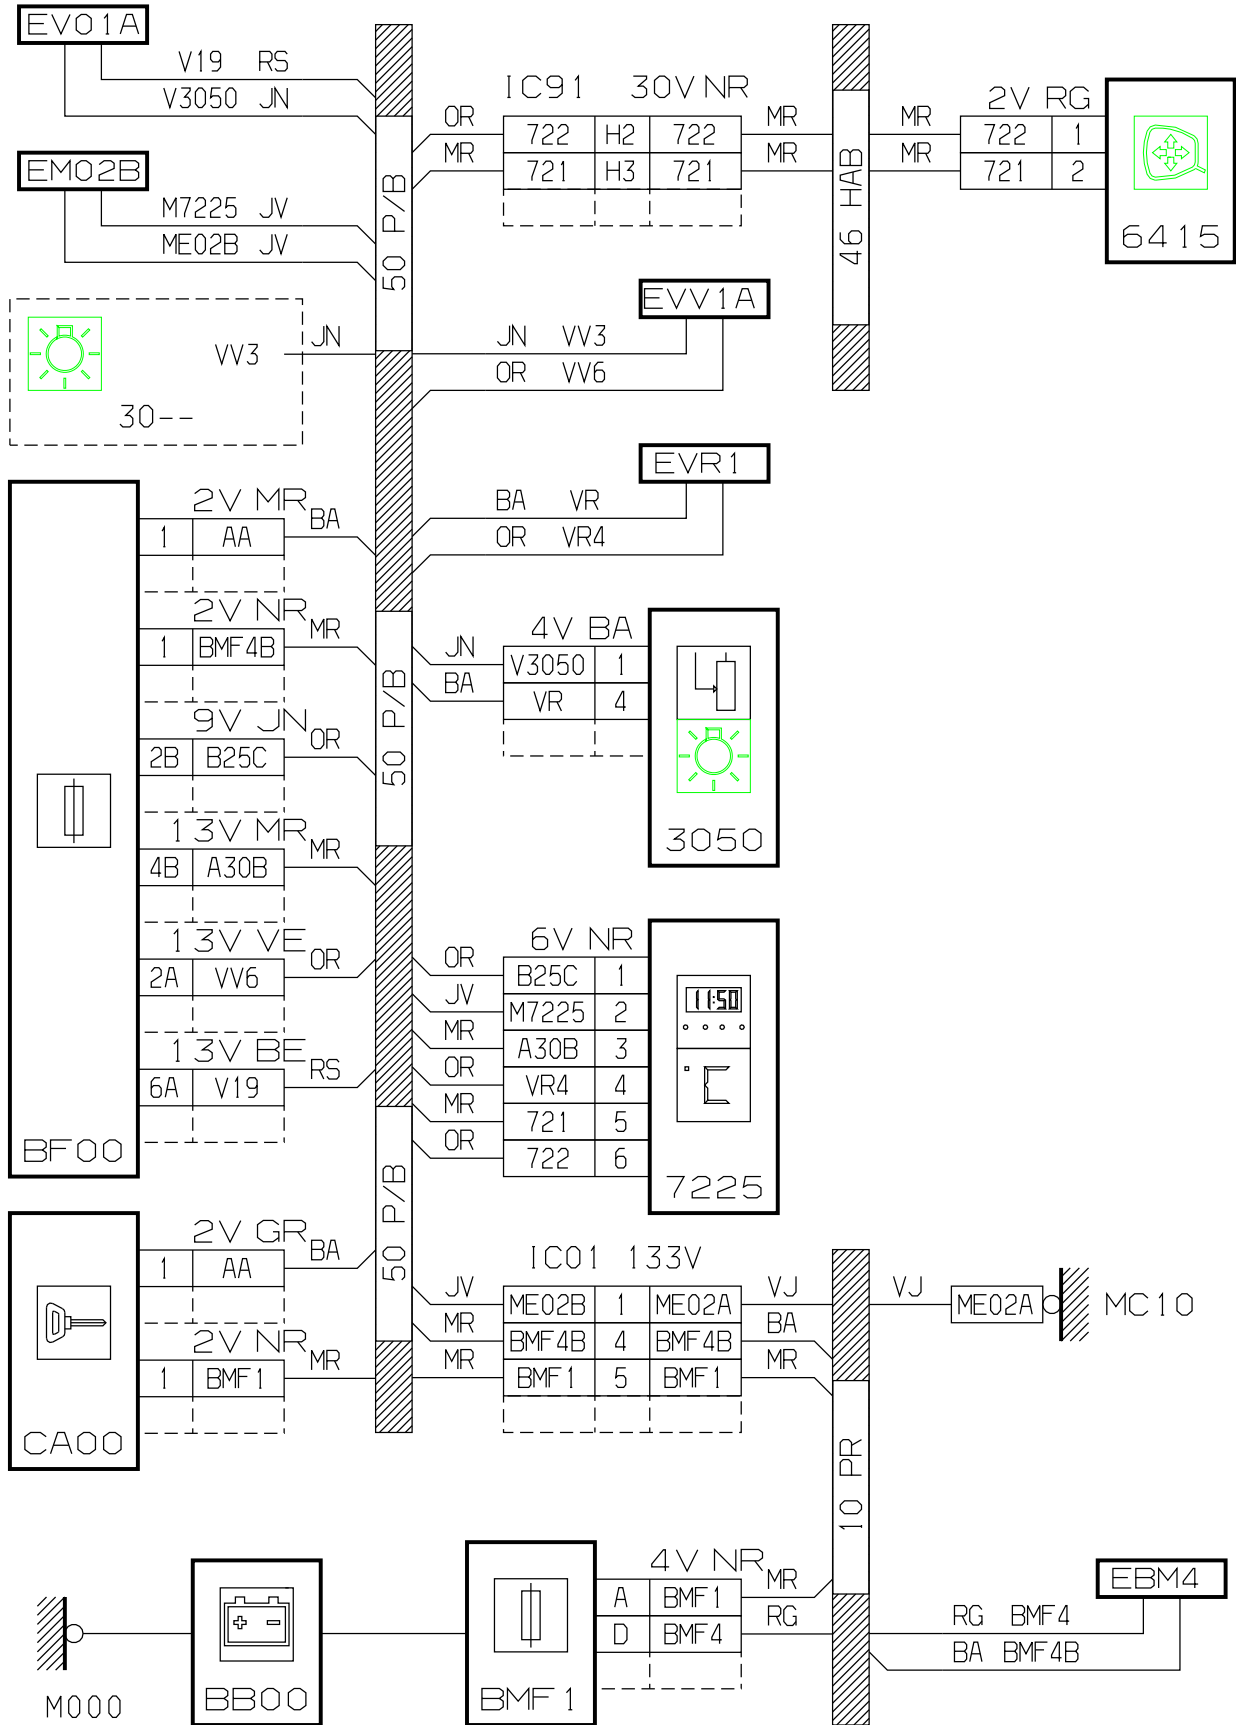 EV01A
V19 RS
V3050 JN
EM02B
M7225 JV
ME02B JV
50 P/B
IC91 30V NR
OR 722 H2 722 MR
MR 721 H3 721 MR
46 HAB
2V RG
MR 722 1
MR 721 2
6415
EVV1A
VV3 JN
30--
JN VV3
OR VV6
EVR1
BA VR
OR VR4
2V MR
1 AA BA
2V NR
1 BMF4B MR
9V JN
2B B25C OR
13V MR
4B A30B MR
13V VE
2A VV6 OR
13V BE
6A V19 RS
BF00
50 P/B
4V BA
JN V3050 1
BA VR 4
3050
6V NR
OR B25C 1
JV M7225 2
MR A30B 3
OR VR4 4
MR 721 5
OR 722 6
11:50
°C
7225
50 P/B
2V GR
1 AA BA
2V NR
1 BMF1 MR
CA00
IC01 133V
JV ME02B 1 ME02A VJ
MR BMF4B 4 BMF4B BA
MR BMF1 5 BMF1 MR
VJ ME02A MC10
10 PR
M000
BB00
+ -
BMF1
4V NR
A BMF1 MR
D BMF4 RG
EBM4
RG BMF4
BA BMF4B